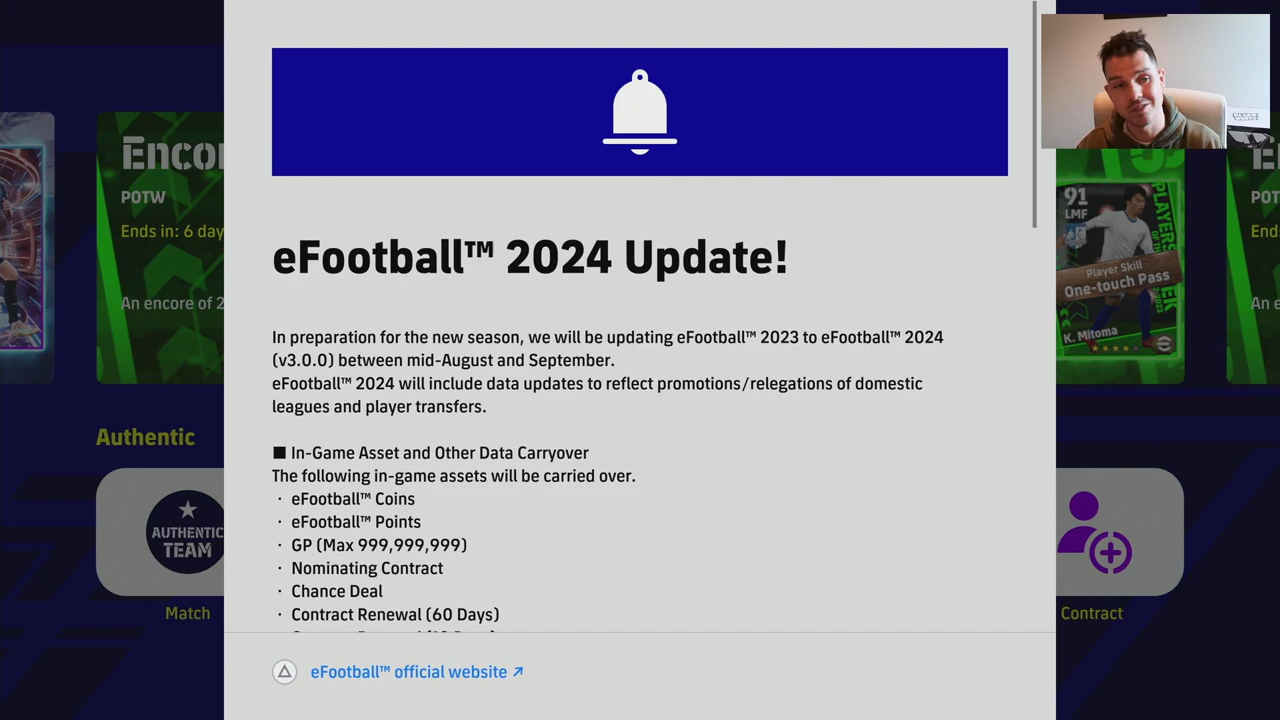 eFootball™ 2024 Update!
In preparation for the new season, we will be updating eFootball™ 2023 to eFootball™ 2024
(v3.0.0) between mid-August and September.
eFootball™ 2024 will include data updates to reflect promotions/relegations of domestic
leagues and player transfers.
■ In-Game Asset and Other Data Carryover
The following in-game assets will be carried over.
· eFootball™ Coins
· eFootball™ Points
· GP (Max 999,999,999)
· Nominating Contract
· Chance Deal
· Contract Renewal (60 Days)
eFootball™ official website ↗
POTW
Ends in: 6 day
An encore of 2
Authentic
AUTHENTIC
TEAM
Match
91
LMF
PLAYERS
OF THE
Player Skill
One-touch Pass
K. Mitoma
Ends
Contract